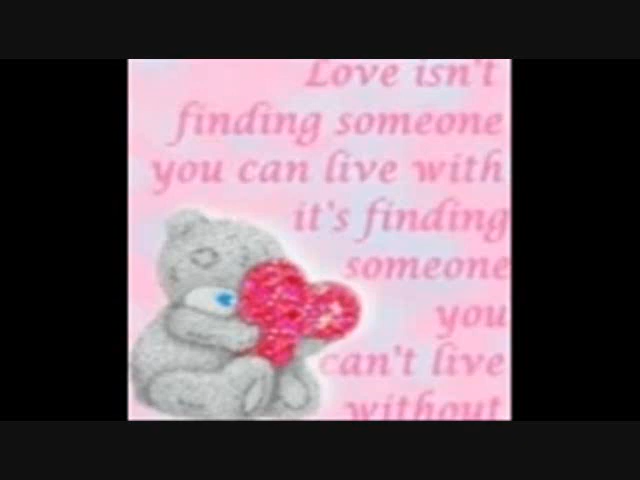 Love isn't
finding someone
you can live with
it's finding
someone
you
can't live
without